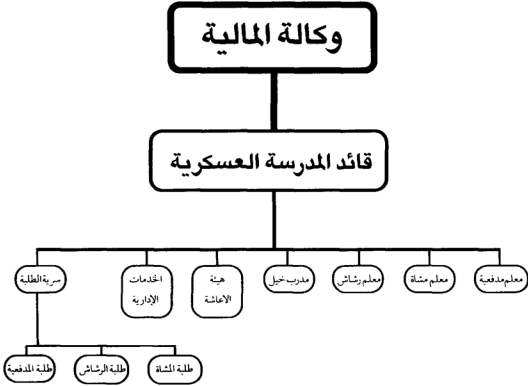 وكالة المالية
قائد المدرسة العسكرية
معلم مدفعية
معلم مشاة
معلم رشاش
مدرب خيل
هيئة
الاعاشة
الخدمات
الإدارية
سرية الطلبة
طلبة المشاة
طلبة الرشاش
طلبة المدفعية